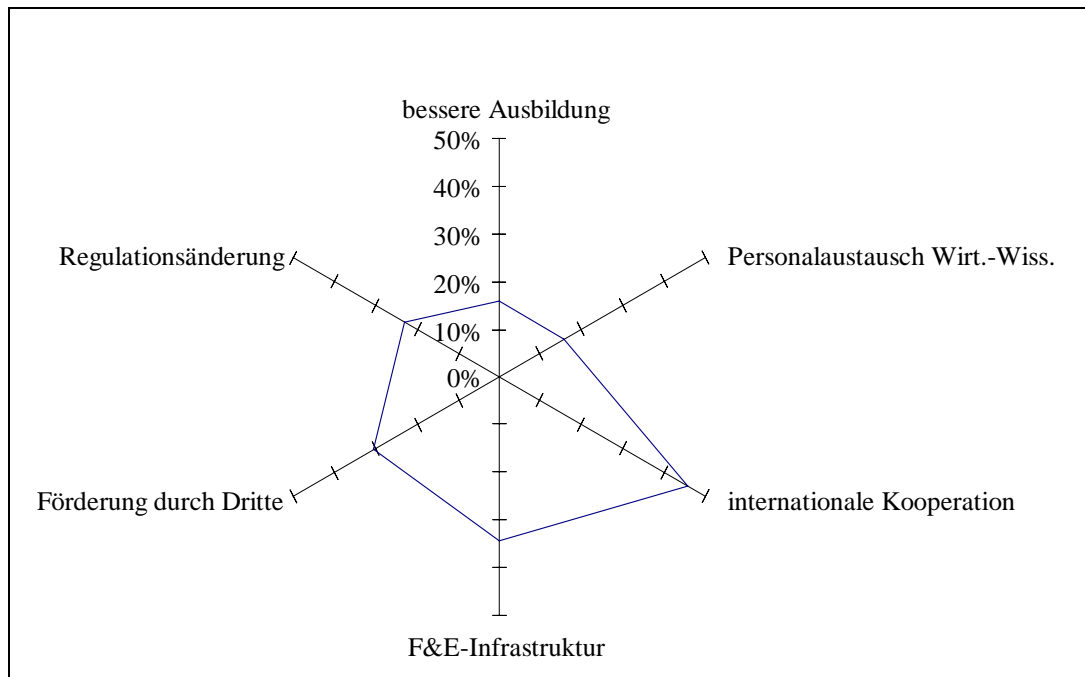 bessere Ausbildung
50%
40%
30%
Regulationsänderung
Personalaustausch Wirt.-Wiss.
20%
10%
0%
Förderung durch Dritte
internationale Kooperation
F&E-Infrastruktur